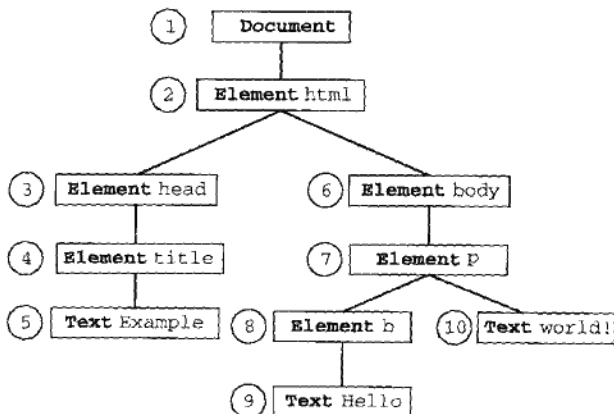 1 Document
2 Element html
3 Element head
6 Element body
4 Element title
7 Element p
5 Text Example
8 Element b
10 Text world!
9 Text Hello